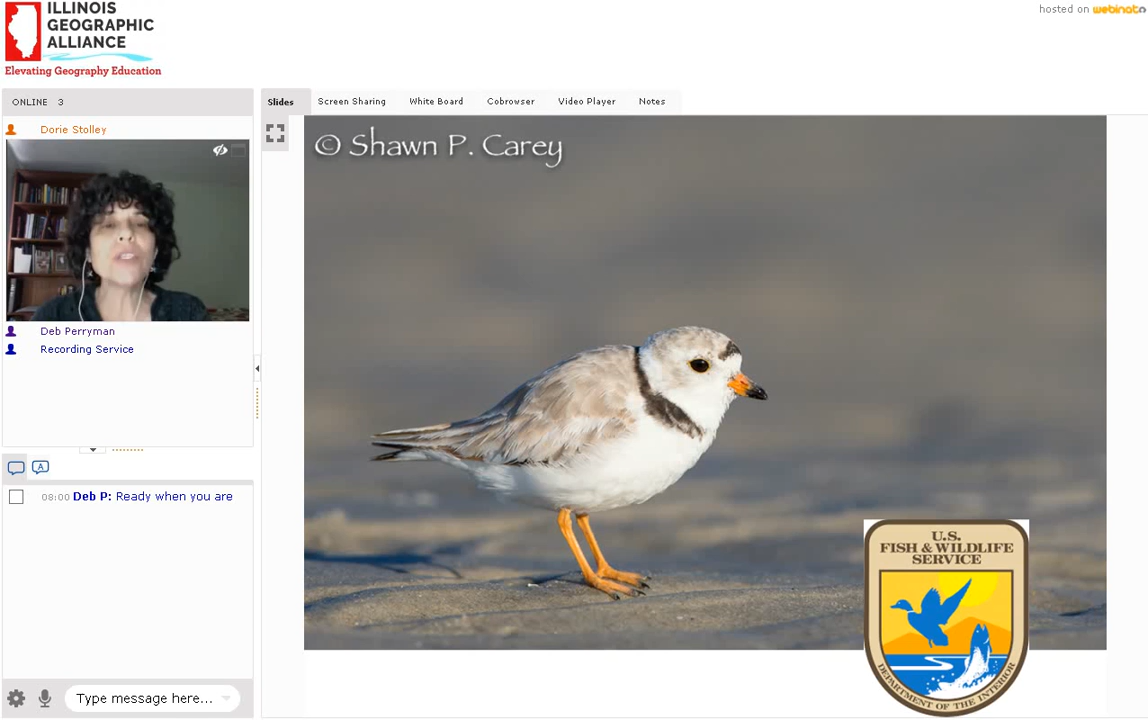 ILLINOIS
GEOGRAPHIC
ALLIANCE
Elevating Geography Education
hosted on webinato
ONLINE 3
Dorie Stolley
Deb Perryman
Recording Service
A
08:00 Deb P: Ready when you are
Type message here...
Slides Screen Sharing White Board Cobrowser Video Player Notes
© Shawn P. Carey
U.S.
FISH & WILDLIFE
SERVICE
DEPARTMENT OF THE INTERIOR